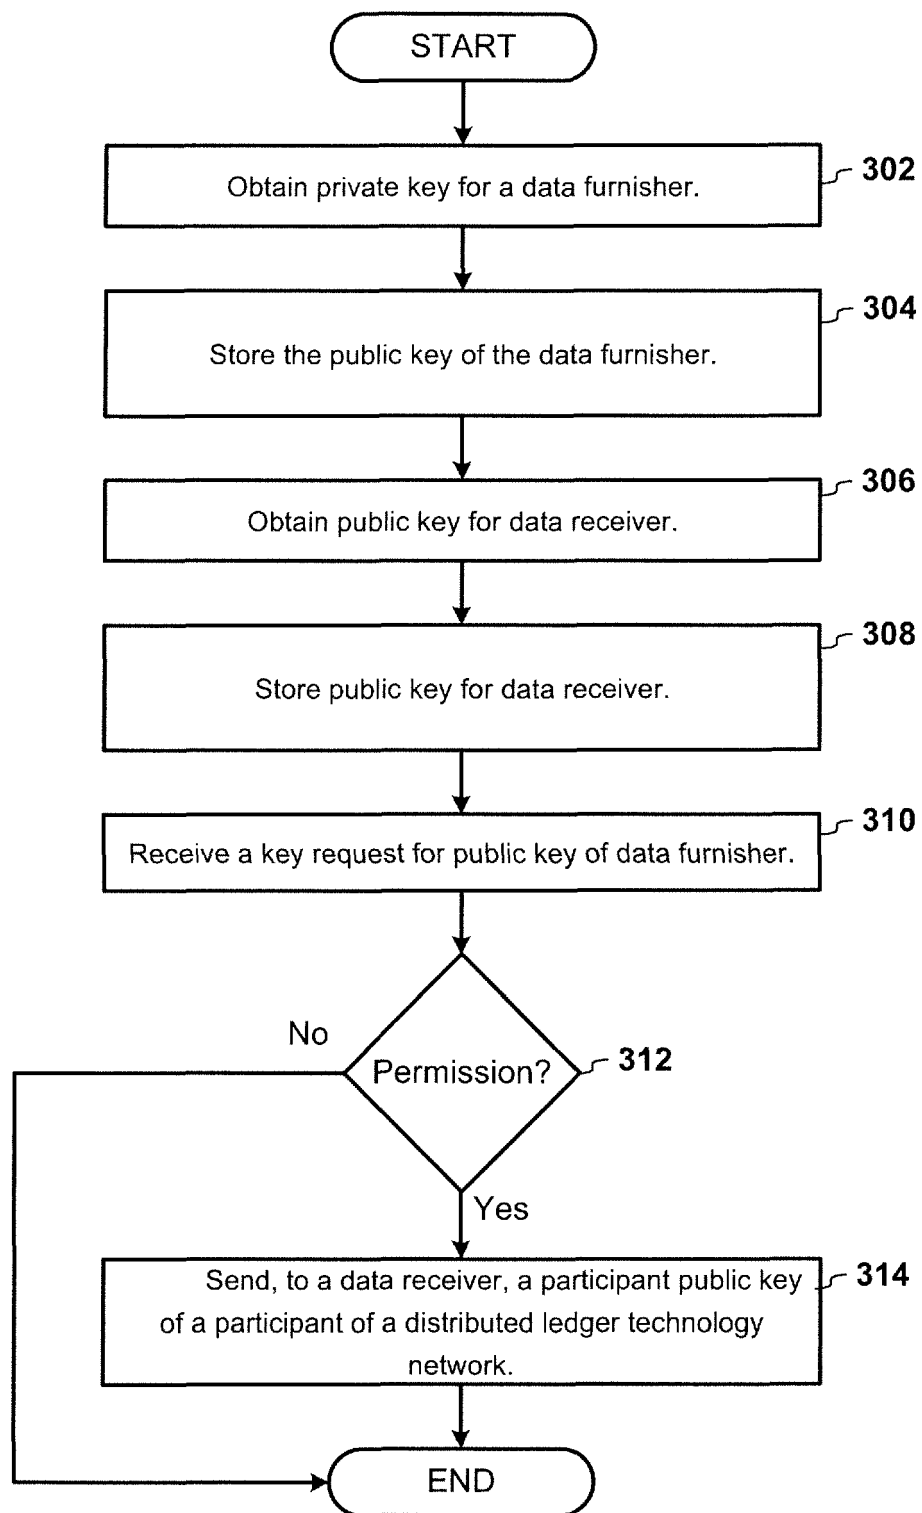 START
Obtain private key for a data furnisher.
302
Store the public key of the data furnisher.
304
Obtain public key for data receiver.
306
Store public key for data receiver.
308
Receive a key request for public key of data furnisher.
310
Permission?
312
No
Yes
Send, to a data receiver, a participant public key
of a participant of a distributed ledger technology
network.
314
END